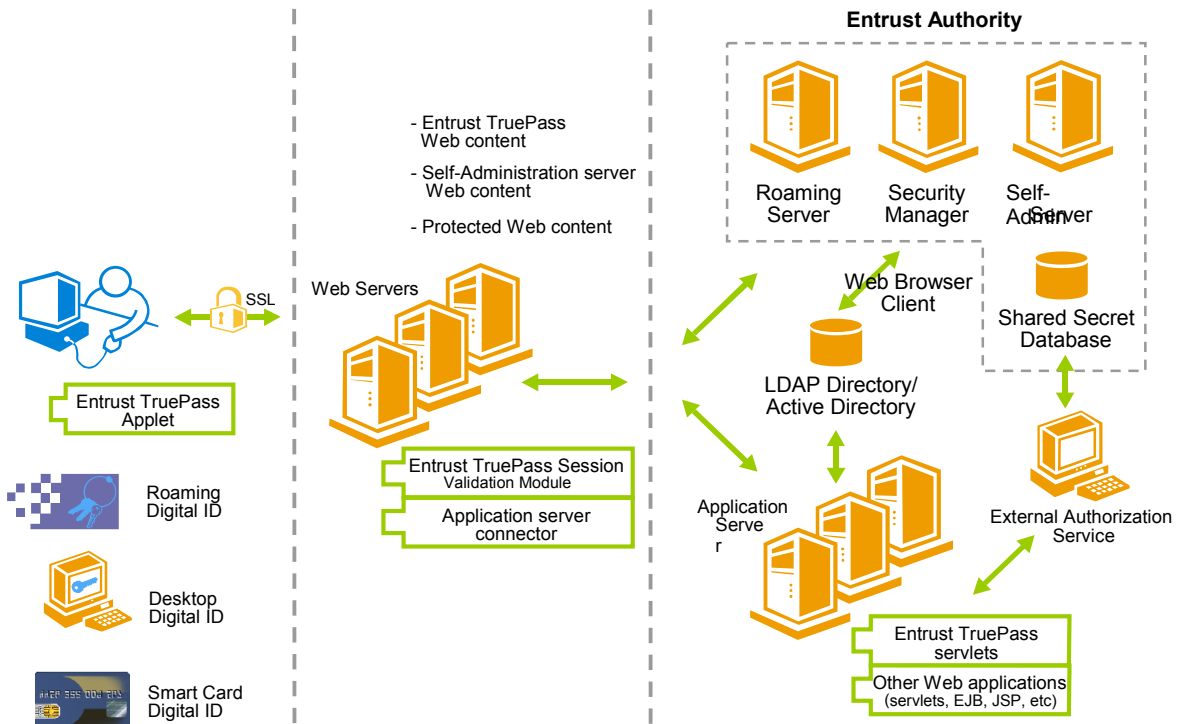 Entrust Authority
- Entrust TruePass
Web content
- Self-Administration server
Web content
- Protected Web content
Roaming
Server
Security
Manager
Self-
Admin
Server
SSL
Web Servers
Web Browser
Client
Shared Secret
Database
LDAP Directory/
Active Directory
Entrust TruePass
Applet
Entrust TruePass Session
Validation Module
Application server
connector
Roaming
Digital ID
Desktop
Digital ID
Smart Card
Digital ID
Application
Serve
r
External Authorization
Service
Entrust TruePass
servlets
Other Web applications
(servlets, EJB, JSP, etc)